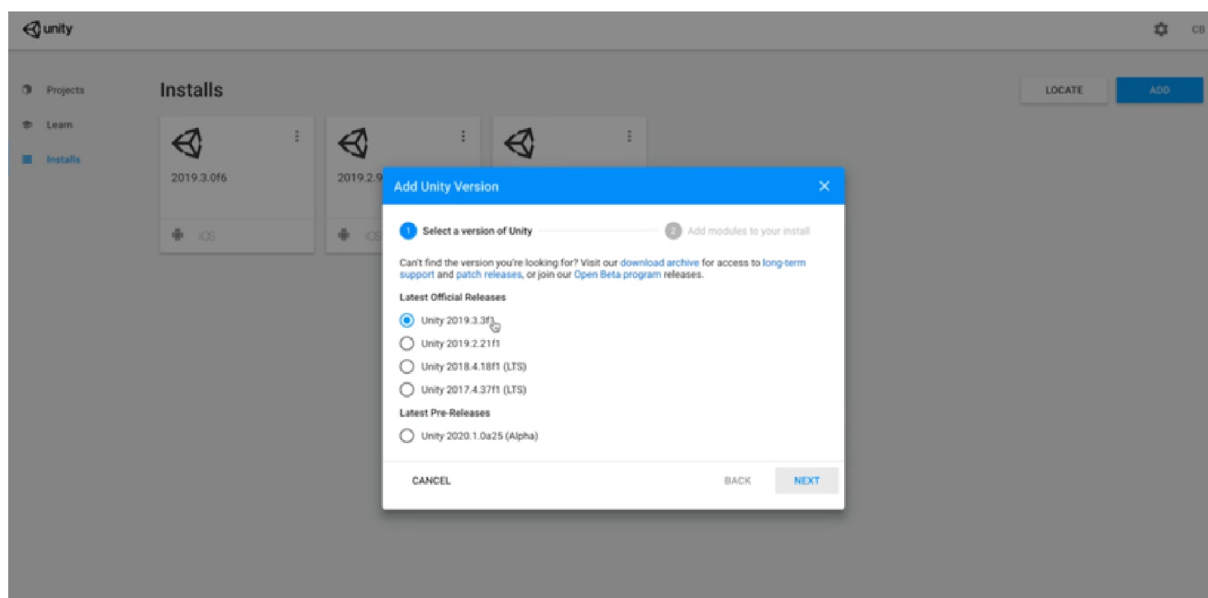 unity
CB
Projects
Installs
LOCATE
ADD
Learn
Installs
2019.3.0f6
2019.2.9
iOS
iOS
Add Unity Version
1 Select a version of Unity
2 Add modules to your install
Can't find the version you're looking for? Visit our download archive for access to long-term
support and patch releases, or join our Open Beta program releases.
Latest Official Releases
Unity 2019.3.3f1
Unity 2019.2.21f1
Unity 2018.4.18f1 (LTS)
Unity 2017.4.37f1 (LTS)
Latest Pre-Releases
Unity 2020.1.0a25 (Alpha)
CANCEL
BACK
NEXT